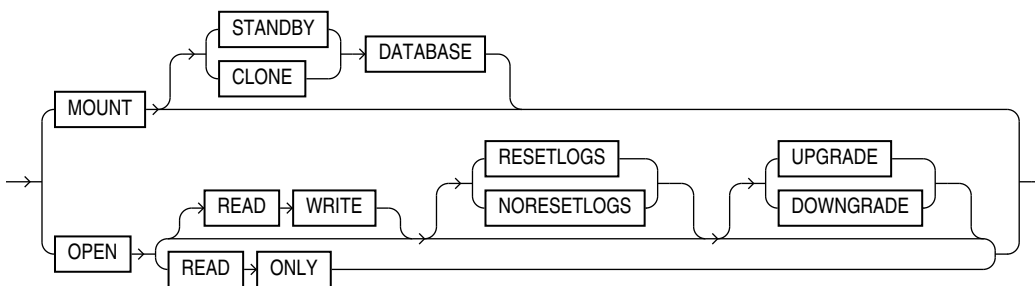 STANDBY
CLONE
DATABASE
MOUNT
RESETLOGS
NORESETLOGS
UPGRADE
DOWNGRADE
READ WRITE
OPEN
READ ONLY